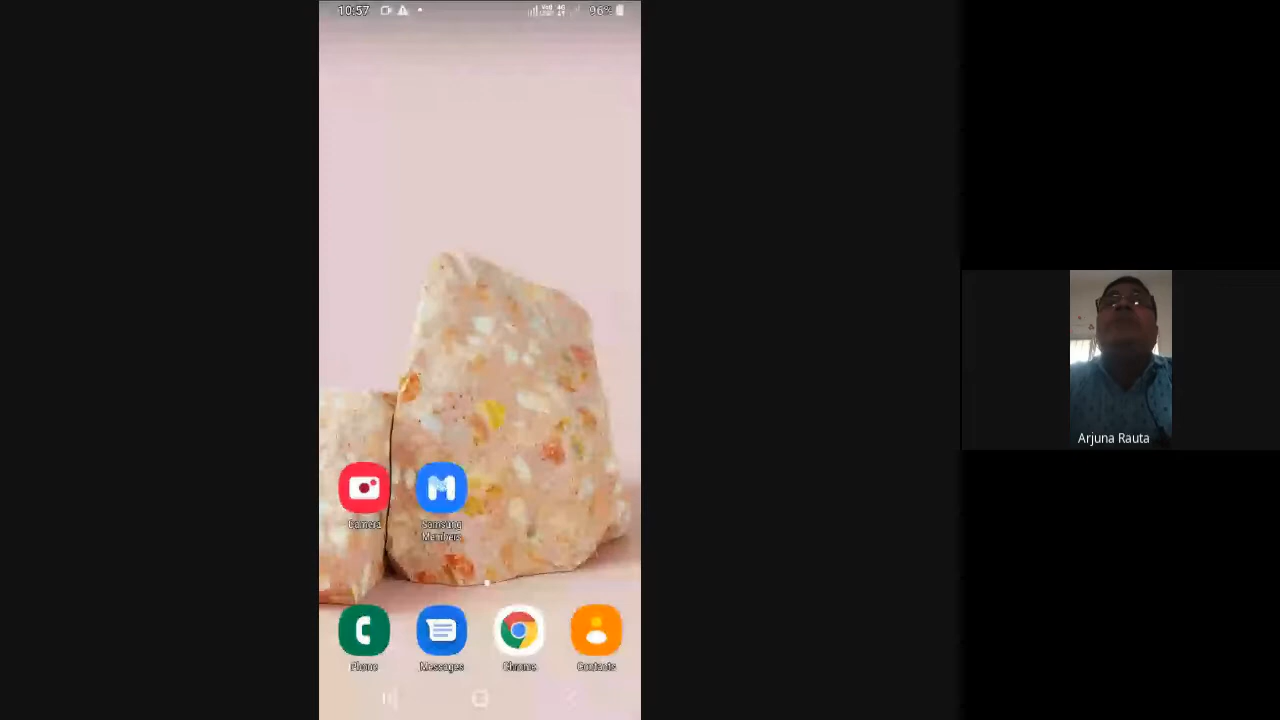 10:57
96%
Camera
Samsung
Members
Phone
Messages
Chrome
Contacts
Arjuna Rauta